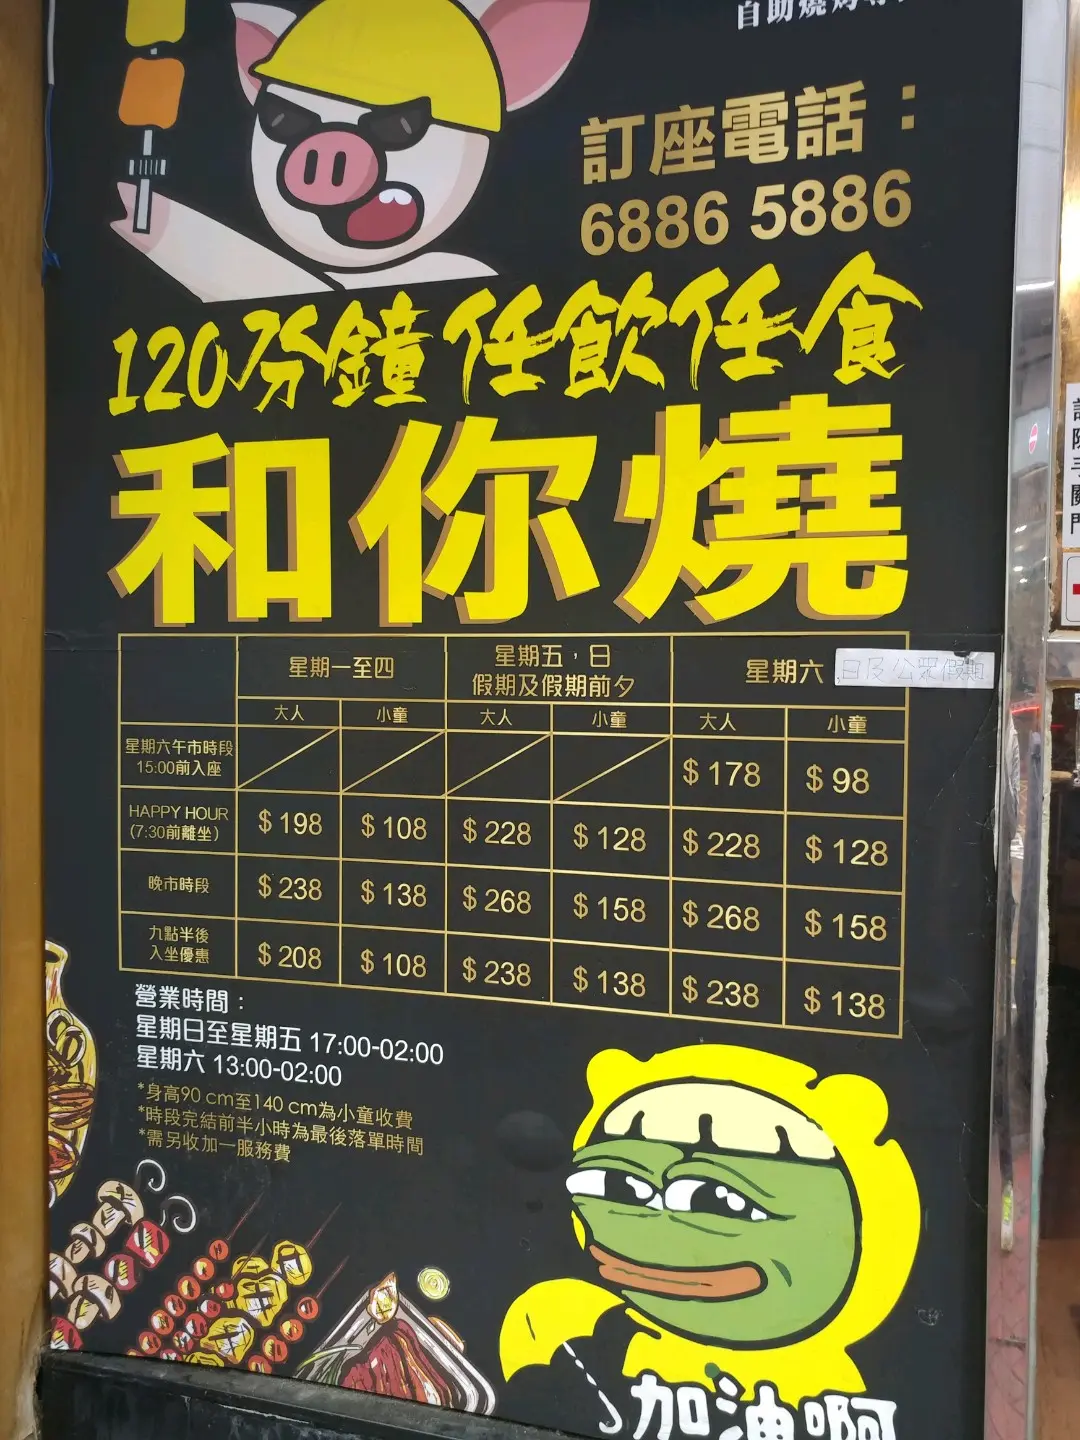 自助燒烤專
訂座電話：
6886 5886
120分鐘任飲任食
和你燒
星期一至四
星期五，日
假期及假期前夕
星期六 日及公眾假期
大人 小童 大人 小童 大人 小童
星期六午市時段
15:00前入座
$178 $98
HAPPY HOUR
(7:30前離坐)
$198 $108 $228 $128 $228 $128
晚市時段
$238 $138 $268 $158 $268 $158
九點半後
入坐優惠
$208 $108 $238 $138 $238 $138
營業時間：
星期日至星期五 17:00-02:00
星期六 13:00-02:00
*身高90 cm至140 cm為小童收費
*時段完結前半小時為最後落單時間
*需另收加一服務費
加油啊
手關門